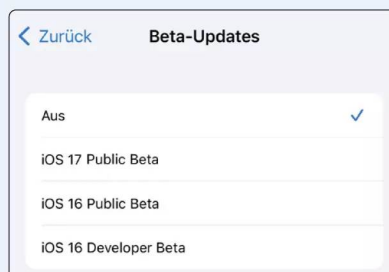 Zurück Beta-Updates
Aus
iOS 17 Public Beta
iOS 16 Public Beta
iOS 16 Developer Beta